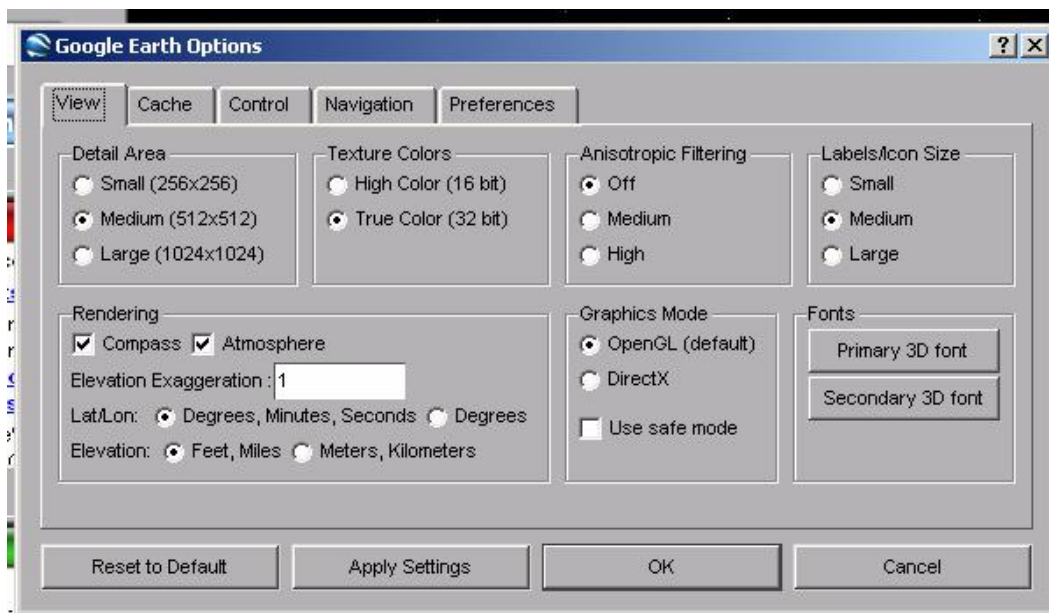 Google Earth Options
View Cache Control Navigation Preferences
Detail Area
Small (256x256)
Medium (512x512)
Large (1024x1024)
Texture Colors
High Color (16 bit)
True Color (32 bit)
Anisotropic Filtering
Off
Medium
High
Labels/Icon Size
Small
Medium
Large
Rendering
Compass Atmosphere
Elevation Exaggeration : 1
Lat/Lon: Degrees, Minutes, Seconds Degrees
Elevation: Feet, Miles Meters, Kilometers
Graphics Mode
OpenGL (default)
DirectX
Use safe mode
Fonts
Primary 3D font
Secondary 3D font
Reset to Default Apply Settings OK Cancel